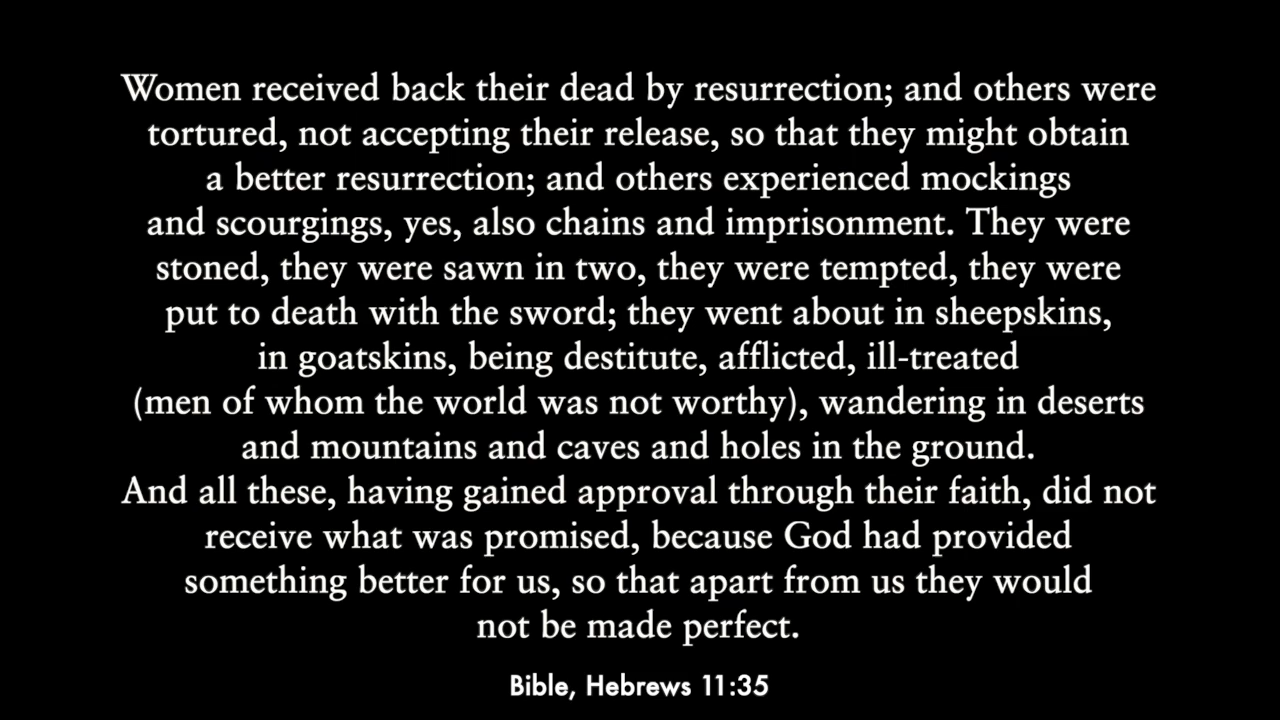 Women received back their dead by resurrection; and others were
tortured, not accepting their release, so that they might obtain
a better resurrection; and others experienced mockings
and scourgings, yes, also chains and imprisonment. They were
stoned, they were sawn in two, they were tempted, they were
put to death with the sword; they went about in sheepskins,
in goatskins, being destitute, afflicted, ill-treated
(men of whom the world was not worthy), wandering in deserts
and mountains and caves and holes in the ground.
And all these, having gained approval through their faith, did not
receive what was promised, because God had provided
something better for us, so that apart from us they would
not be made perfect.
Bible, Hebrews 11:35